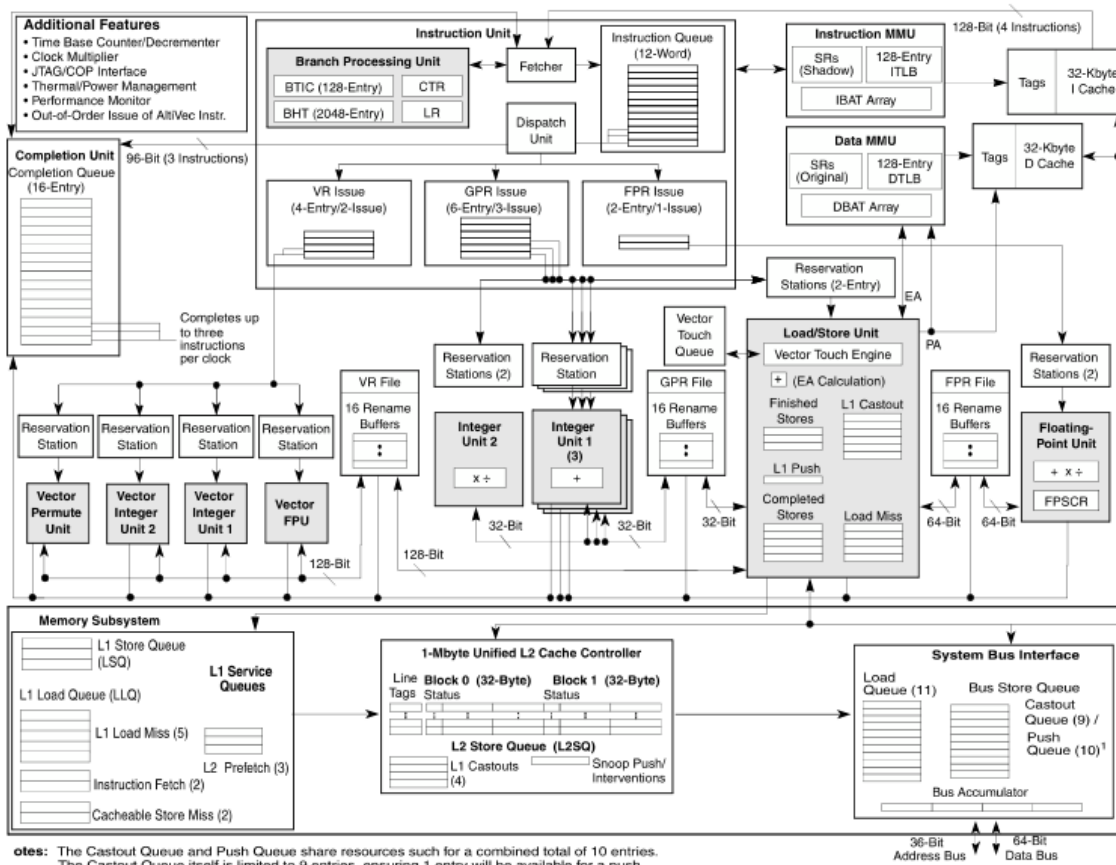 Additional Features
• Time Base Counter/Decrementer
• Clock Multiplier
• JTAG/COP Interface
• Thermal/Power Management
• Performance Monitor
• Out-of-Order Issue of AltiVec Instr.
Instruction Unit
Branch Processing Unit
BTIC (128-Entry)
CTR
BHT (2048-Entry)
LR
Fetcher
Instruction Queue
(12-Word)
Dispatch
Unit
128-Bit (4 Instructions)
Instruction MMU
SRs
(Shadow)
128-Entry
ITLB
IBAT Array
Tags
32-Kbyte
I Cache
Data MMU
SRs
(Original)
128-Entry
DTLB
DBAT Array
Tags
32-Kbyte
D Cache
96-Bit (3 Instructions)
Completion Unit
Completion Queue
(16-Entry)
Completes up
to three
instructions
per clock
VR Issue
(4-Entry/2-Issue)
GPR Issue
(6-Entry/3-Issue)
FPR Issue
(2-Entry/1-Issue)
Reservation
Stations (2-Entry)
EA
PA
Vector
Touch
Queue
Load/Store Unit
Vector Touch Engine
+ (EA Calculation)
Finished
Stores
L1 Castout
L1 Push
Completed
Stores
Load Miss
Reservation
Station
Reservation
Station
Reservation
Station
Reservation
Station
Vector
Permute
Unit
Vector
Integer
Unit 2
Vector
Integer
Unit 1
Vector
FPU
VR File
16 Rename
Buffers
Reservation
Stations (2)
Integer
Unit 2
x ÷
Reservation
Station
Integer
Unit 1
(3)
+
GPR File
16 Rename
Buffers
FPR File
16 Rename
Buffers
Reservation
Stations (2)
Floating-
Point Unit
+ x ÷
FPSCR
128-Bit
128-Bit
32-Bit
32-Bit
32-Bit
64-Bit
64-Bit
Memory Subsystem
L1 Store Queue
(LSQ)
L1 Service
Queues
L1 Load Queue (LLQ)
L1 Load Miss (5)
L2 Prefetch (3)
Instruction Fetch (2)
Cacheable Store Miss (2)
1-Mbyte Unified L2 Cache Controller
Line
Tags
Block 0 (32-Byte)
Status
Block 1 (32-Byte)
Status
L2 Store Queue (L2SQ)
L1 Castouts
(4)
Snoop Push/
Interventions
System Bus Interface
Load
Queue (11)
Bus Store Queue
Castout
Queue (9) /
Push
Queue (10)1
Bus Accumulator
36-Bit
Address Bus
64-Bit
Data Bus
otes: The Castout Queue and Push Queue share resources such for a combined total of 10 entries.
The Castout Queue itself is limited to 9 entries, ensuring 1 entry will be available for a push.